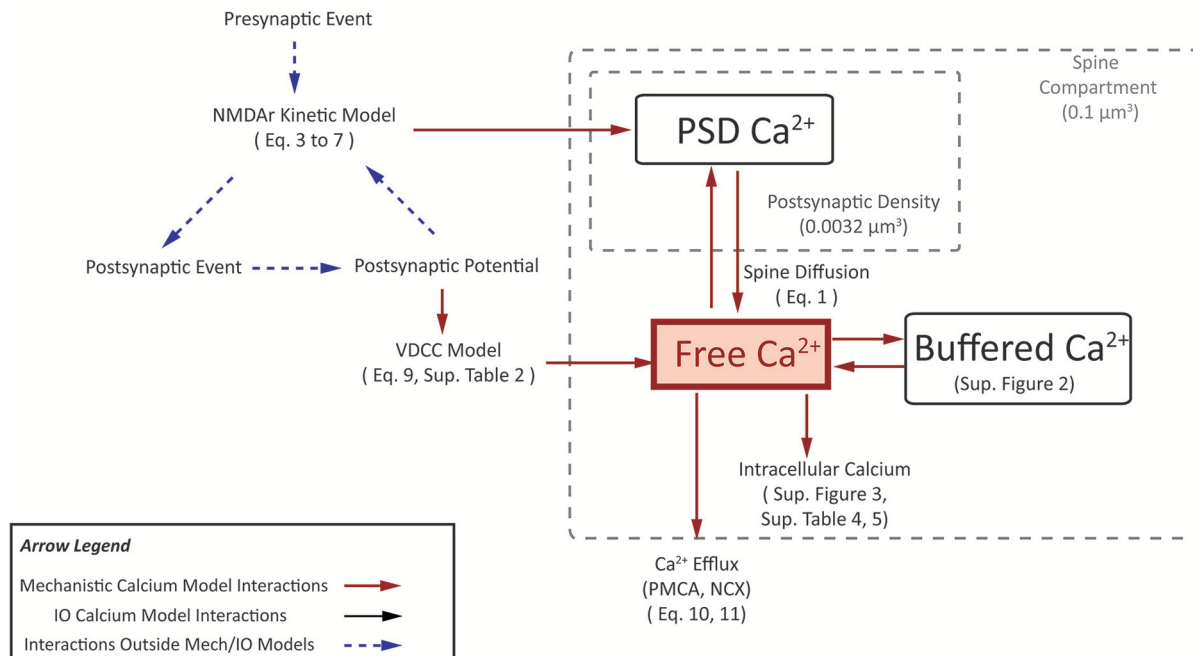 Presynaptic Event
NMDAr Kinetic Model
( Eq. 3 to 7 )
Postsynaptic Event
Postsynaptic Potential
VDCC Model
( Eq. 9, Sup. Table 2 )
Spine
Compartment
(0.1 µm³)
PSD Ca²⁺
Postsynaptic Density
(0.0032 µm³)
Spine Diffusion
( Eq. 1 )
Free Ca²⁺
Buffered Ca²⁺
(Sup. Figure 2)
Intracellular Calcium
( Sup. Figure 3,
Sup. Table 4, 5)
Ca²⁺ Efflux
(PMCA, NCX)
( Eq. 10, 11)
Arrow Legend
Mechanistic Calcium Model Interactions
IO Calcium Model Interactions
Interactions Outside Mech/IO Models